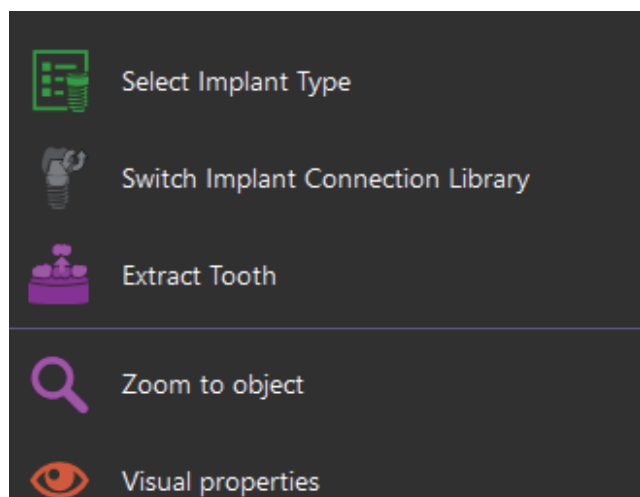 Select Implant Type
Switch Implant Connection Library
Extract Tooth
Zoom to object
Visual properties